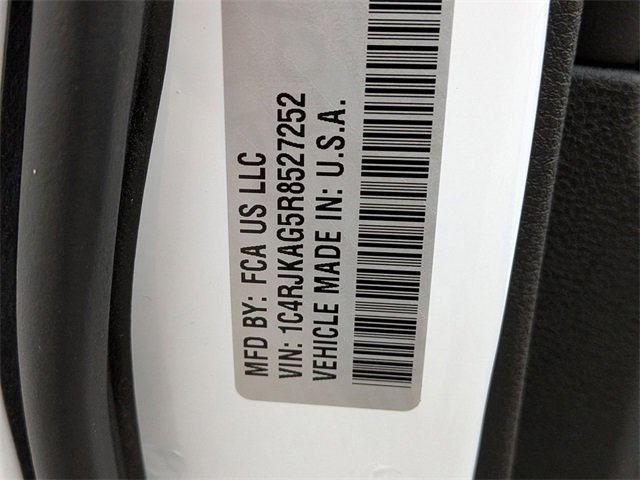 MFD BY: FCA US LLC
VIN: 1C4RJKAG5R8527252
VEHICLE MADE IN: U.S.A.